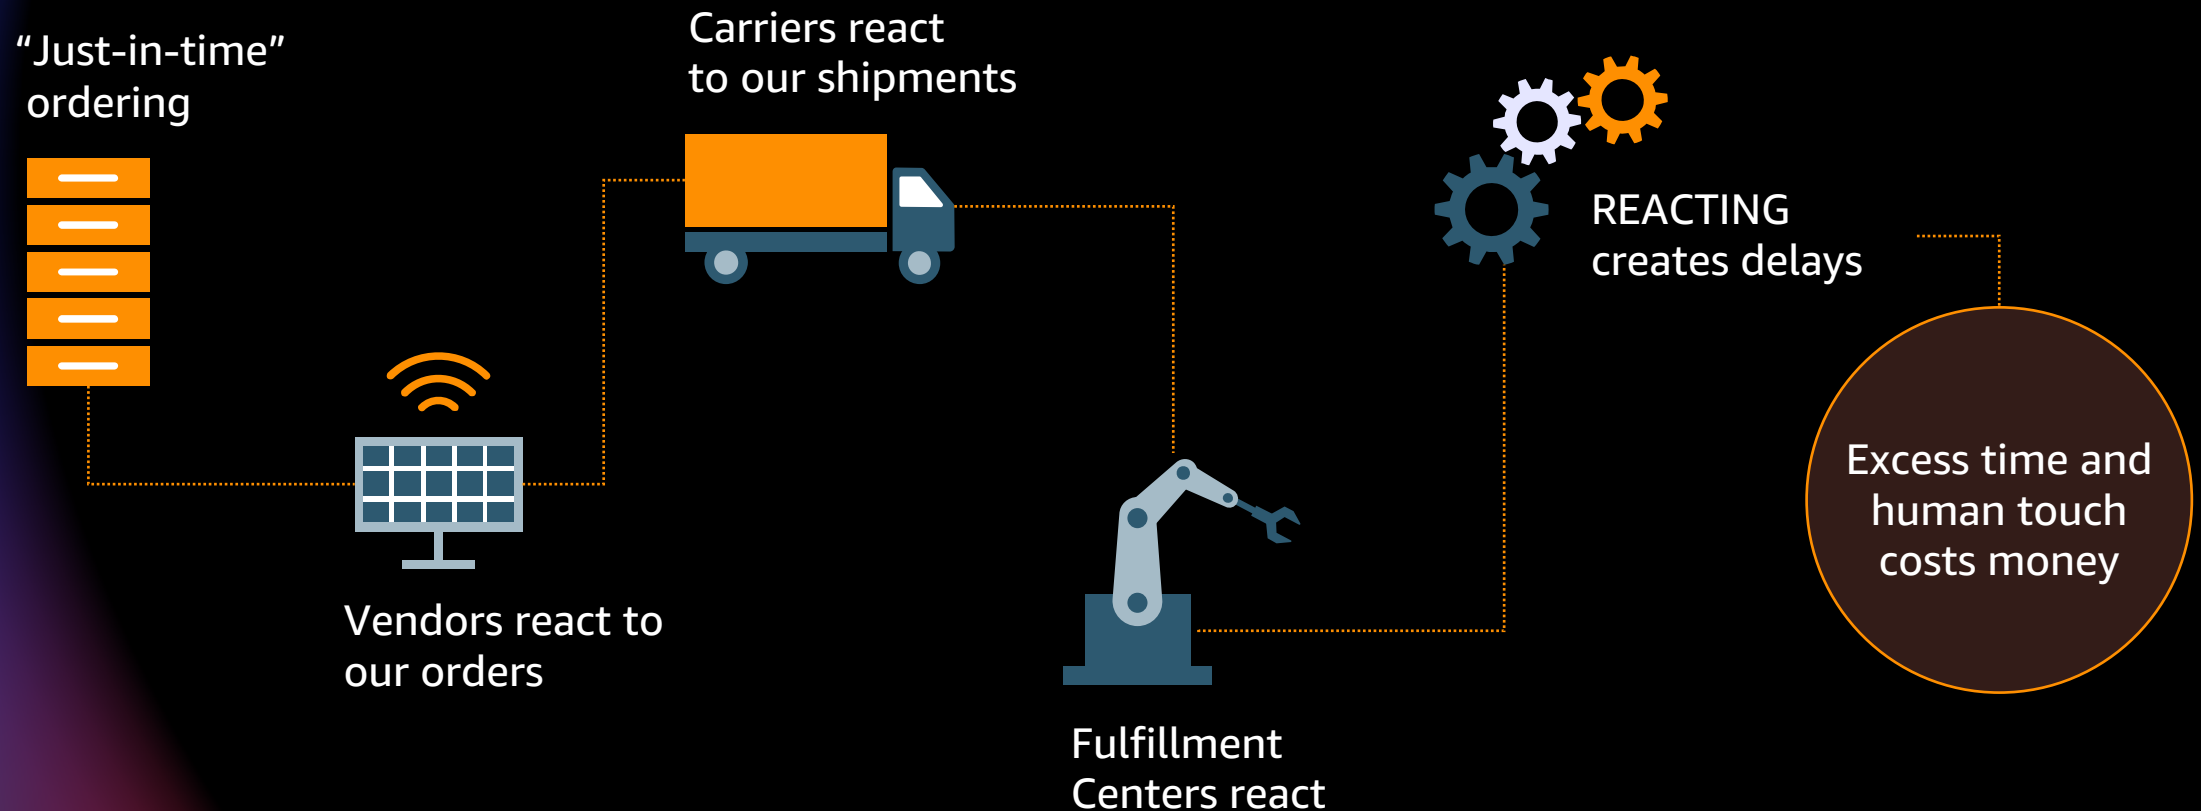 “Just-in-time”
ordering
Vendors react to
our orders
Carriers react
to our shipments
Fulfillment
Centers react
REACTING
creates delays
Excess time and
human touch
costs money